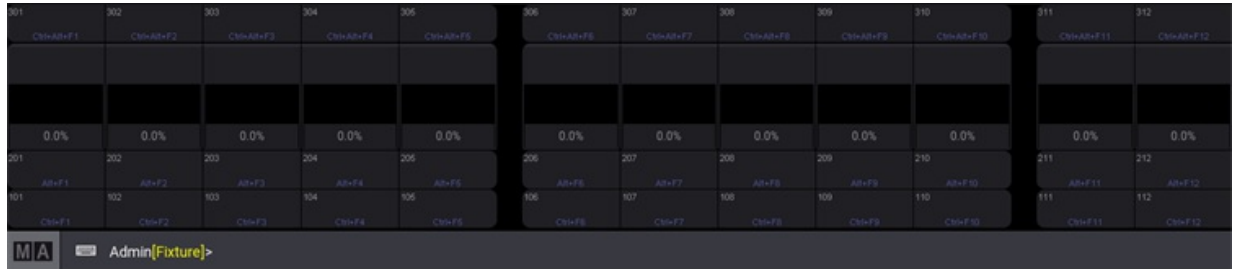 301 302 303 304 305 306 307 308 309 310 311 312
Ctrl+Alt+F1 Ctrl+Alt+F2 Ctrl+Alt+F3 Ctrl+Alt+F4 Ctrl+Alt+F5 Ctrl+Alt+F6 Ctrl+Alt+F7 Ctrl+Alt+F8 Ctrl+Alt+F9 Ctrl+Alt+F10 Ctrl+Alt+F11 Ctrl+Alt+F12
0.0% 0.0% 0.0% 0.0% 0.0% 0.0% 0.0% 0.0% 0.0% 0.0% 0.0% 0.0%
201 202 203 204 205 206 207 208 209 210 211 212
Alt+F1 Alt+F2 Alt+F3 Alt+F4 Alt+F5 Alt+F6 Alt+F7 Alt+F8 Alt+F9 Alt+F10 Alt+F11 Alt+F12
101 102 103 104 105 106 107 108 109 110 111 112
Ctrl+F1 Ctrl+F2 Ctrl+F3 Ctrl+F4 Ctrl+F5 Ctrl+F6 Ctrl+F7 Ctrl+F8 Ctrl+F9 Ctrl+F10 Ctrl+F11 Ctrl+F12
MA Admin[Fixture]>